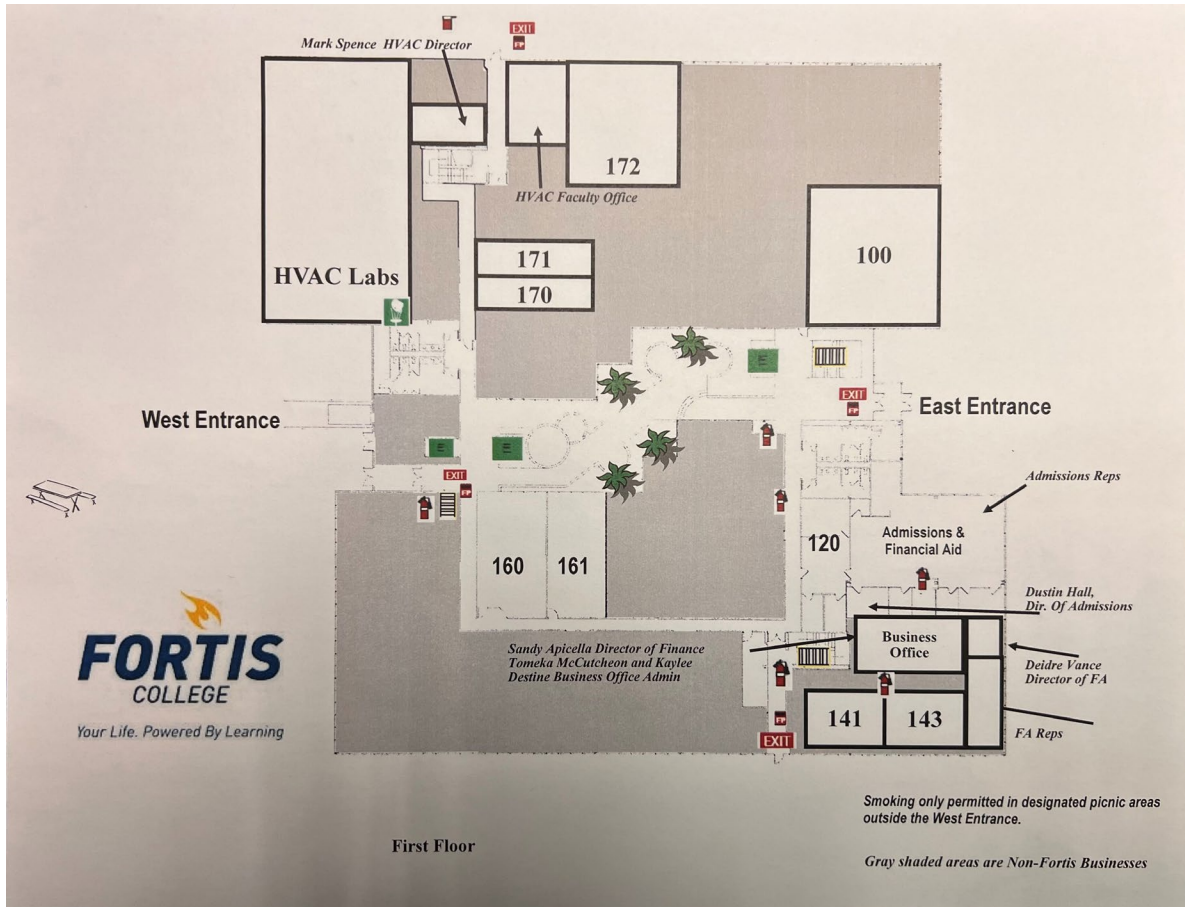 EXIT
FP
Mark Spence HVAC Director
172
HVAC Faculty Office
HVAC Labs
171
170
100
E
West Entrance
EXIT
FP
East Entrance
E
E
EXIT
FP
Admissions Reps
160
161
120
Admissions &
Financial Aid
Dustin Hall,
Dir. Of Admissions
Sandy Apicella Director of Finance
Tomeka McCutcheon and Kaylee
Destine Business Office Admin
Business
Office
Deidre Vance
Director of FA
FORTIS
COLLEGE
Your Life. Powered By Learning
141
143
FP
EXIT
FA Reps
Smoking only permitted in designated picnic areas
outside the West Entrance.
First Floor
Gray shaded areas are Non-Fortis Businesses